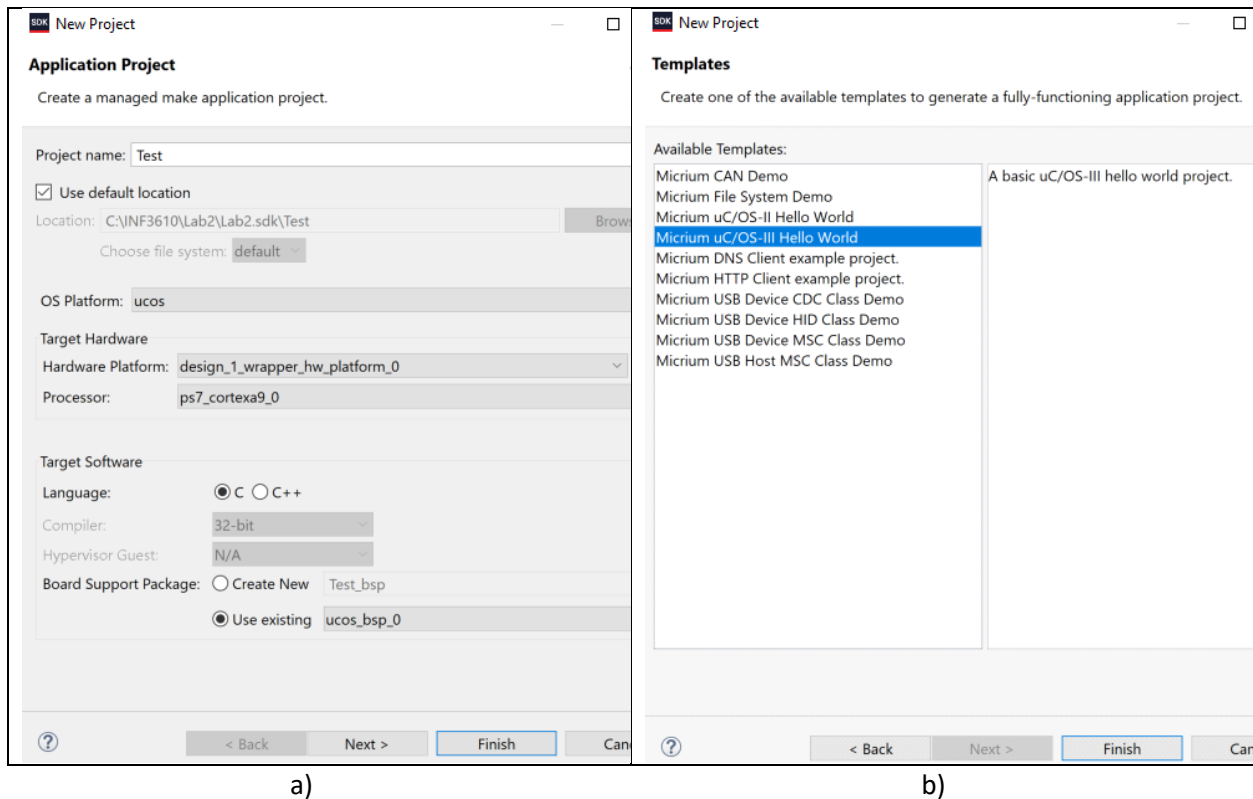 SDK New Project
Application Project
Create a managed make application project.
Project name: Test
Use default location
Location: C:\INF3610\Lab2\Lab2.sdk\Test
Choose file system: default
OS Platform: ucos
Target Hardware
Hardware Platform: design_1_wrapper_hw_platform_0
Processor: ps7_cortexa9_0
Target Software
Language: C C++
Compiler: 32-bit
Hypervisor Guest: N/A
Board Support Package: Create New Test_bsp
Use existing ucos_bsp_0
? < Back Next > Finish
a)
SDK New Project
Templates
Create one of the available templates to generate a fully-functioning application project.
Available Templates:
Micrium CAN Demo
Micrium File System Demo
Micrium uC/OS-II Hello World
Micrium uC/OS-III Hello World
Micrium DNS Client example project.
Micrium HTTP Client example project.
Micrium USB Device CDC Class Demo
Micrium USB Device HID Class Demo
Micrium USB Device MSC Class Demo
Micrium USB Host MSC Class Demo
A basic uC/OS-III hello world project.
? < Back Next > Finish
b)